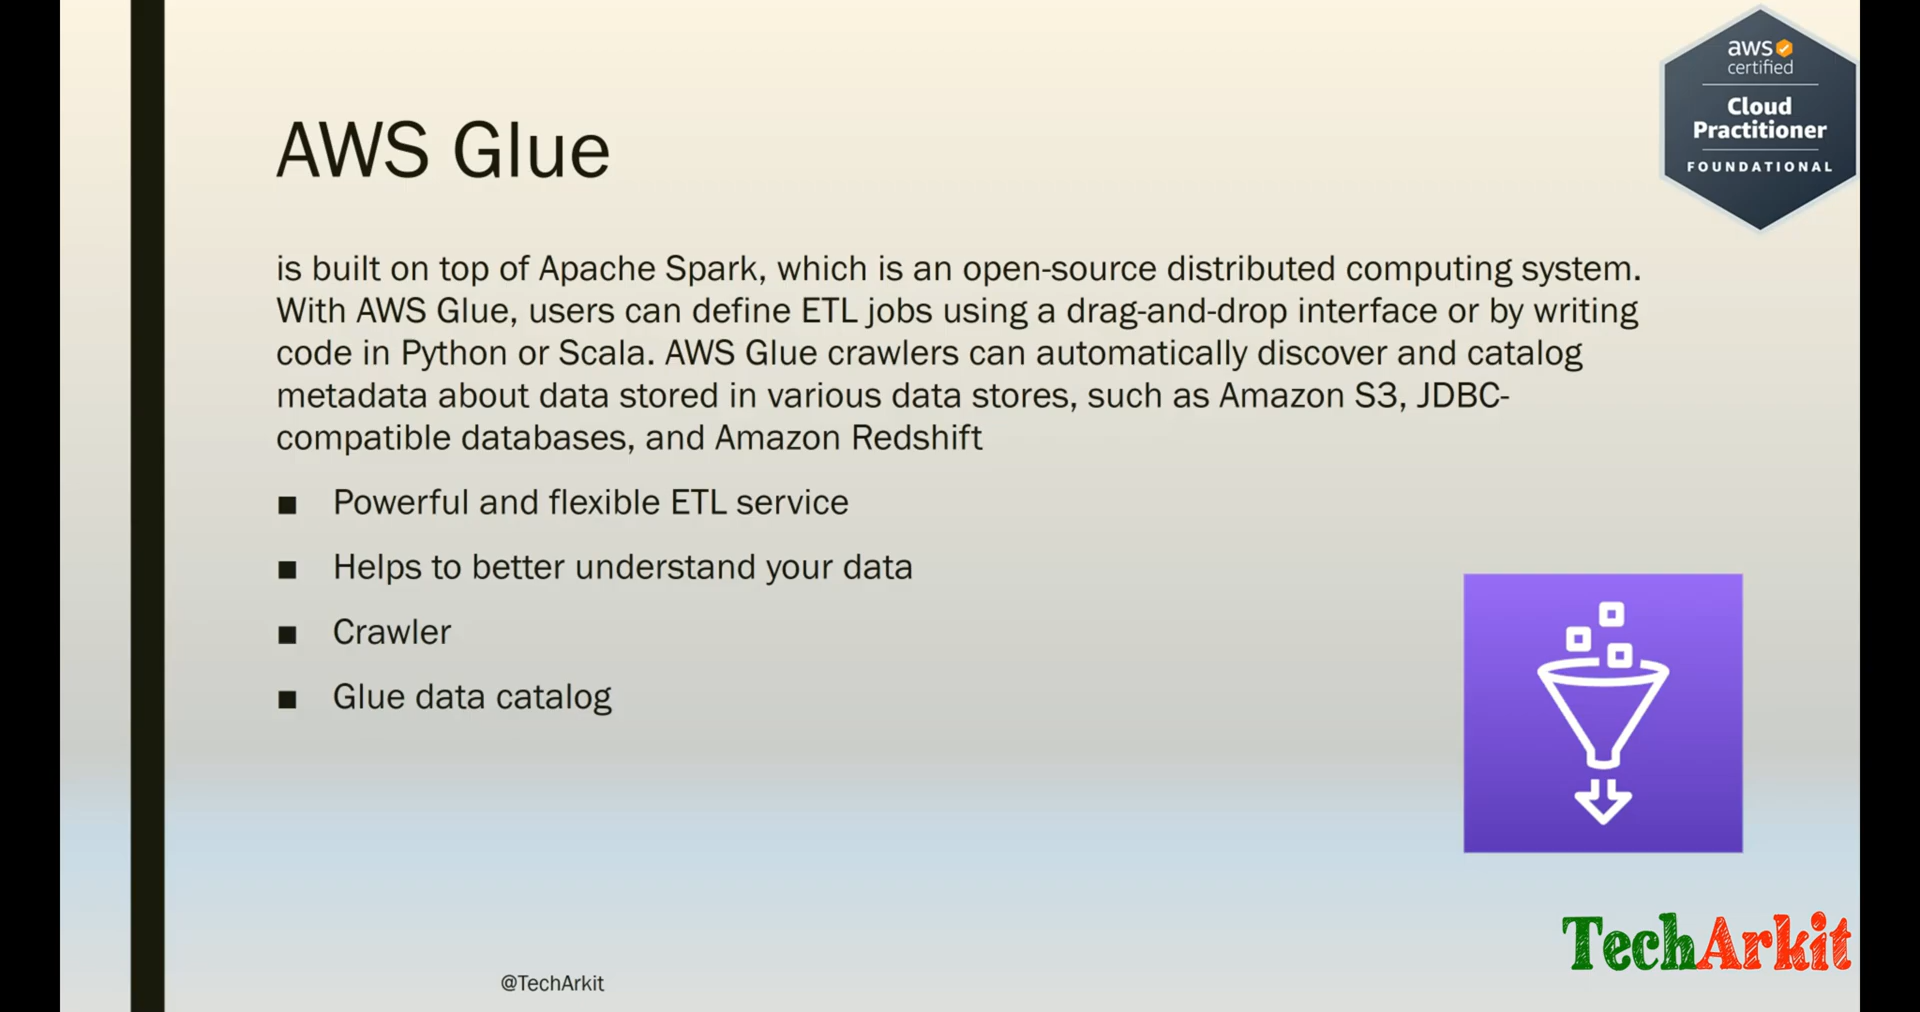 aws
certified
Cloud
Practitioner
FOUNDATIONAL
AWS Glue
is built on top of Apache Spark, which is an open-source distributed computing system.
With AWS Glue, users can define ETL jobs using a drag-and-drop interface or by writing
code in Python or Scala. AWS Glue crawlers can automatically discover and catalog
metadata about data stored in various data stores, such as Amazon S3, JDBC-
compatible databases, and Amazon Redshift
■ Powerful and flexible ETL service
■ Helps to better understand your data
■ Crawler
■ Glue data catalog
TechArkit
@TechArkit